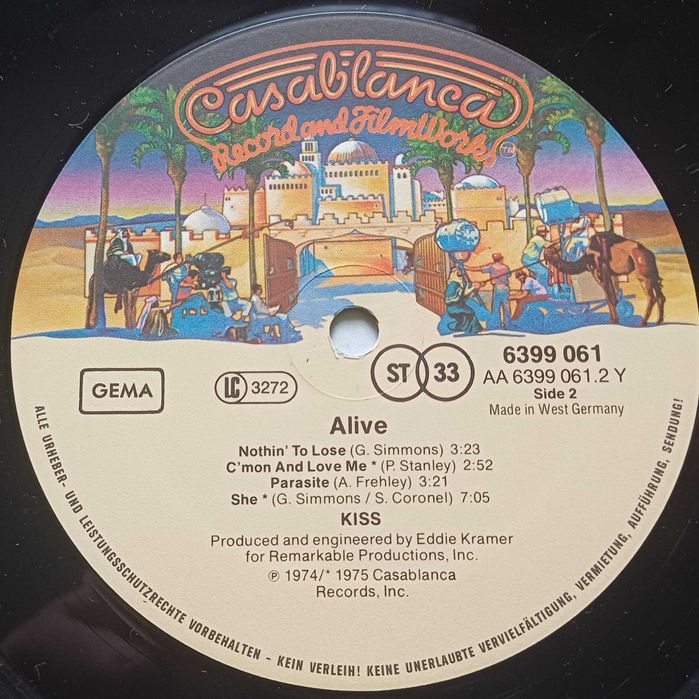 Casablanca
Record and FilmWorks TM
GEMA
LC 3272
ST 33
6399 061
AA 6399 061.2 Y
Side 2
Made in West Germany
Alive
Nothin' To Lose (G. Simmons) 3:23
C'mon And Love Me * (P. Stanley) 2:52
Parasite (A. Frehley) 3:21
She * (G. Simmons / S. Coronel) 7:05
KISS
Produced and engineered by Eddie Kramer
for Remarkable Productions, Inc.
℗ 1974/* 1975 Casablanca
Records, Inc.
ALLE URHEBER- UND LEISTUNGSSCHUTZRECHTE VORBEHALTEN - KEIN VERLEIH! KEINE UNERLAUBTE VERVIELFÄLTIGUNG, VERMIETUNG, AUFFÜHRUNG, SENDUNG!